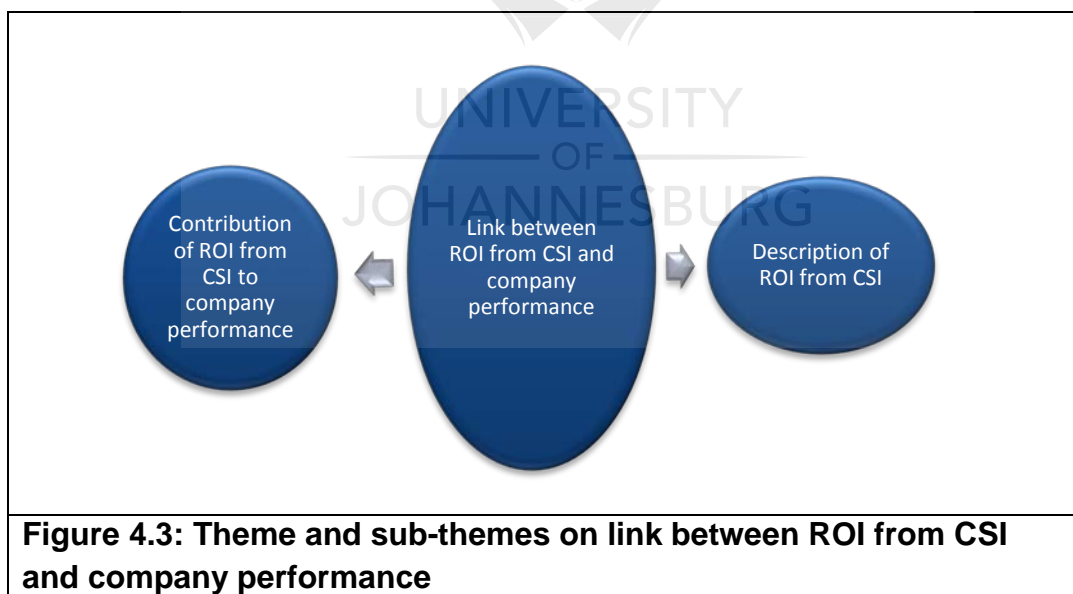 UNIVERSITY
OF
JOHANNESBURG
Contribution
of ROI from
CSI to
company
performance
Link between
ROI from CSI and
company
performance
Description of
ROI from CSI
Figure 4.3: Theme and sub-themes on link between ROI from CSI
and company performance